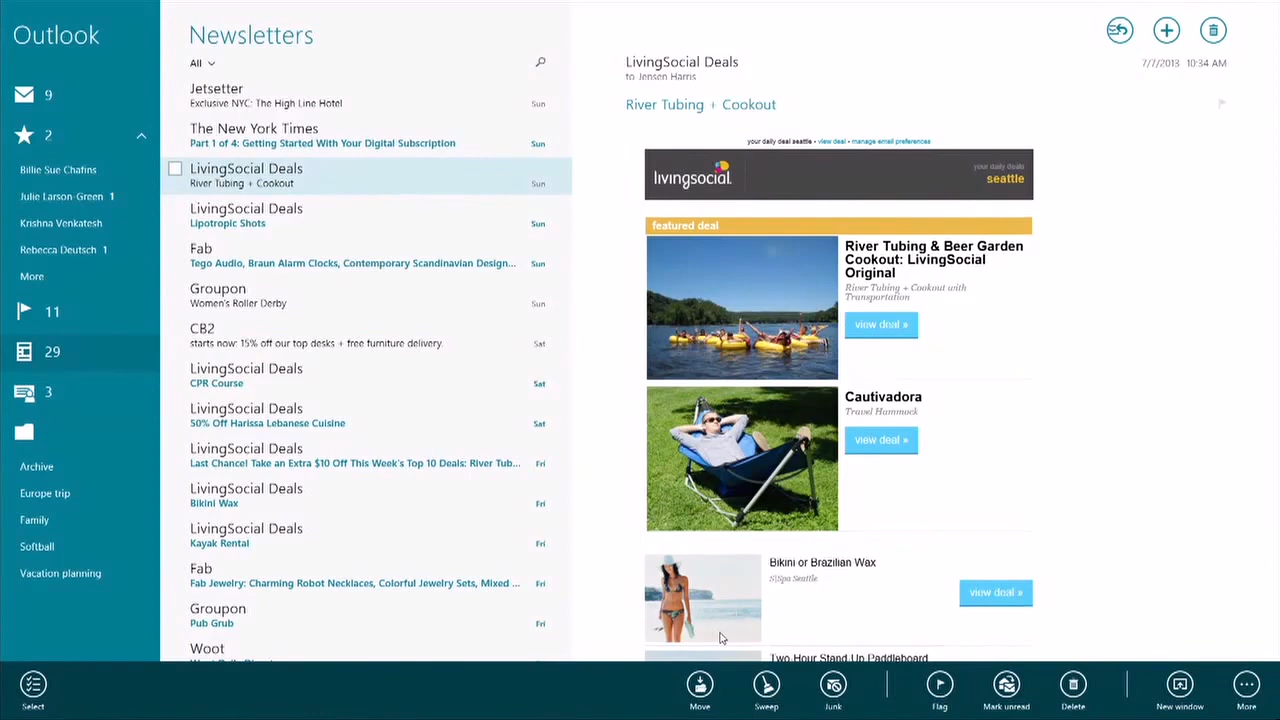 Outlook
9
2
Billie Sue Chafins
Julie Larson-Green 1
Krishna Venkatesh
Rebecca Deutsch 1
More
11
29
3
Archive
Europe trip
Family
Softball
Vacation planning
Newsletters
All
Jetsetter
Exclusive NYC: The High Line Hotel Sun
The New York Times
Part 1 of 4: Getting Started With Your Digital Subscription Sun
LivingSocial Deals
River Tubing + Cookout Sun
LivingSocial Deals
Lipotropic Shots Sun
Fab
Tego Audio, Braun Alarm Clocks, Contemporary Scandinavian Design... Sun
Groupon
Women's Roller Derby Sun
CB2
starts now: 15% off our top desks + free furniture delivery. Sat
LivingSocial Deals
CPR Course Sat
LivingSocial Deals
50% Off Harissa Lebanese Cuisine Sat
LivingSocial Deals
Last Chance! Take an Extra $10 Off This Week's Top 10 Deals: River Tub... Fri
LivingSocial Deals
Bikini Wax Fri
LivingSocial Deals
Kayak Rental Fri
Fab
Fab Jewelry: Charming Robot Necklaces, Colorful Jewelry Sets, Mixed ... Fri
Groupon
Pub Grub Fri
Woot
LivingSocial Deals 7/7/2013 10:34 AM
to Jensen Harris
River Tubing + Cookout
your daily deal seattle • view deal • manage email preferences
livingsocial.
your daily deals
seattle
featured deal
River Tubing & Beer Garden
Cookout: LivingSocial
Original
River Tubing + Cookout with
Transportation
view deal »
Cautivadora
Travel Hammock
view deal »
Bikini or Brazilian Wax
S|Spa Seattle
view deal »
Two-Hour Stand Up Paddleboard
Select
Move
Sweep
Junk
Flag
Mark unread
Delete
New window
More